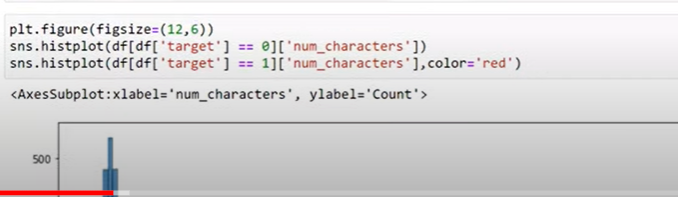 plt.figure(figsize=(12,6))
sns.histplot(df[df['target'] == 0]['num_characters'])
sns.histplot(df[df['target'] == 1]['num_characters'],color='red')
<AxesSubplot:xlabel='num_characters', ylabel='Count'>
500